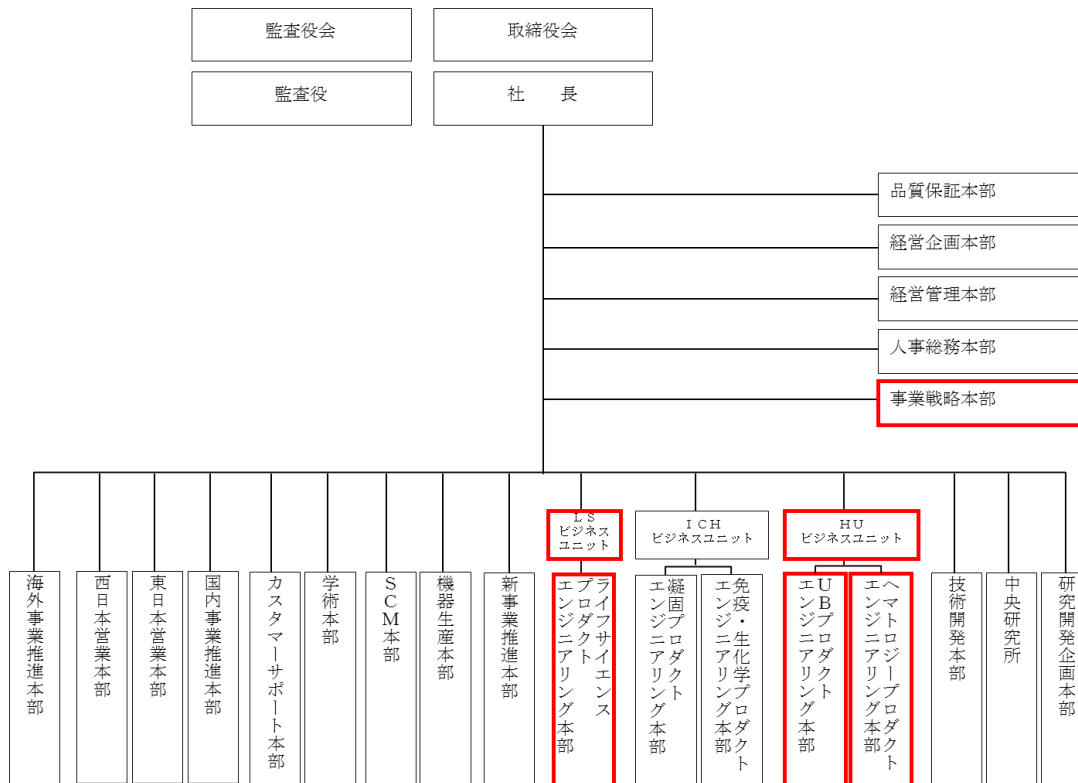 監査役会
取締役会
監査役
社　　長
品質保証本部
経営企画本部
経営管理本部
人事総務本部
事業戦略本部
ＬＳ
ビジネス
ユニット
ＩＣＨ
ビジネスユニット
ＨＵ
ビジネスユニット
海外事業推進本部
西日本営業本部
東日本営業本部
国内事業推進本部
カスタマーサポート本部
学術本部
ＳＣＭ本部
機器生産本部
新事業推進本部
ライフサイエンス
プロダクト
エンジニアリング本部
凝固プロダクト
エンジニアリング本部
免疫・生化学プロダクト
エンジニアリング本部
ＵＢプロダクト
エンジニアリング本部
ヘマトロジープロダクト
エンジニアリング本部
技術開発本部
中央研究所
研究開発企画本部